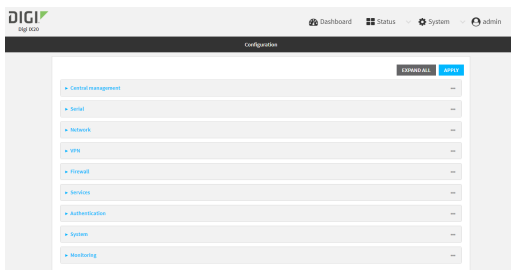 DIGI
Digi IX20
Dashboard
Status
System
admin
Configuration
EXPAND ALL
APPLY
Central management
Serial
Network
VPN
Firewall
Services
Authentication
System
Monitoring